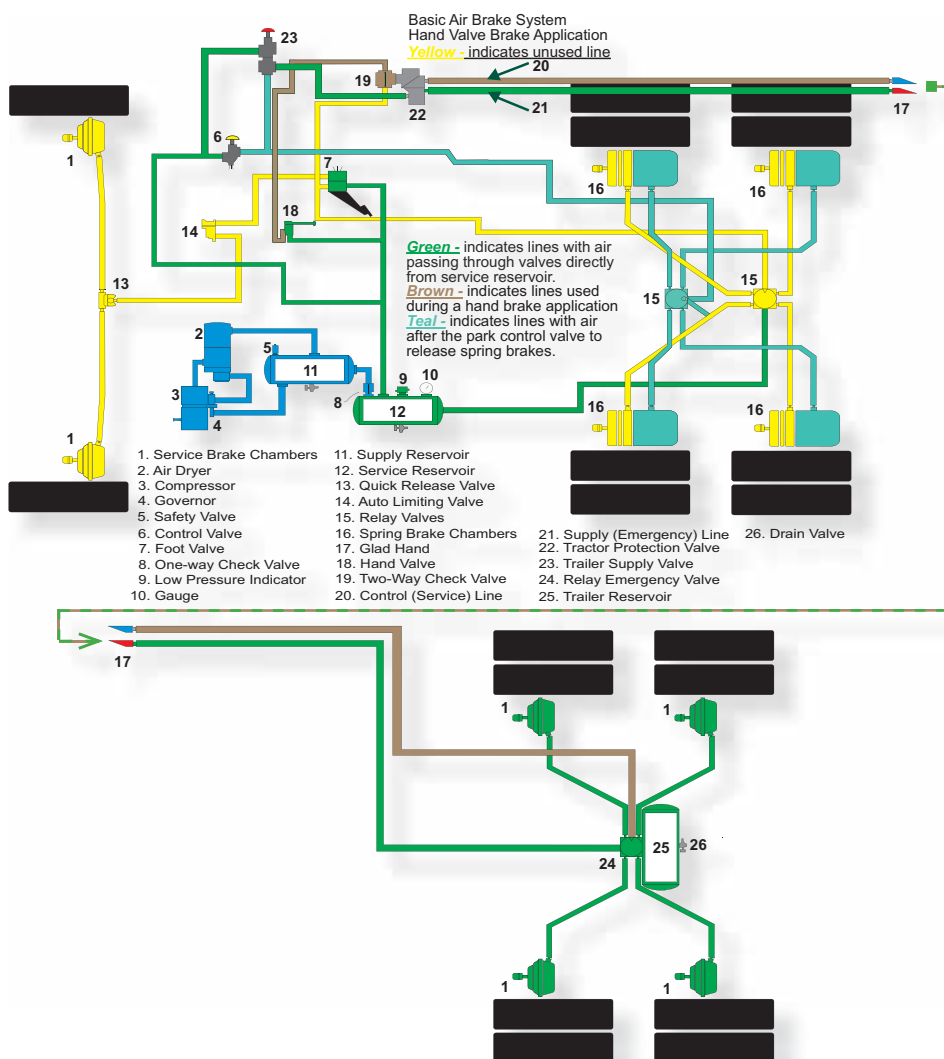 Basic Air Brake System
Hand Valve Brake Application
Yellow - indicates unused line
23
20
19
22
21
17
1
6
7
16
16
18
14
Green - indicates lines with air
passing through valves directly
from service reservoir.
Brown - indicates lines used
during a hand brake application
Teal - indicates lines with air
after the park control valve to
release spring brakes.
13
15
15
2
5
11
10
9
3
8
4
12
16
16
1
1. Service Brake Chambers
2. Air Dryer
3. Compressor
4. Governor
5. Safety Valve
6. Control Valve
7. Foot Valve
8. One-way Check Valve
9. Low Pressure Indicator
10. Gauge
11. Supply Reservoir
12. Service Reservoir
13. Quick Release Valve
14. Auto Limiting Valve
15. Relay Valves
16. Spring Brake Chambers
17. Glad Hand
18. Hand Valve
19. Two-Way Check Valve
20. Control (Service) Line
21. Supply (Emergency) Line
22. Tractor Protection Valve
23. Trailer Supply Valve
24. Relay Emergency Valve
25. Trailer Reservoir
26. Drain Valve
17
1
1
25
26
24
1
1